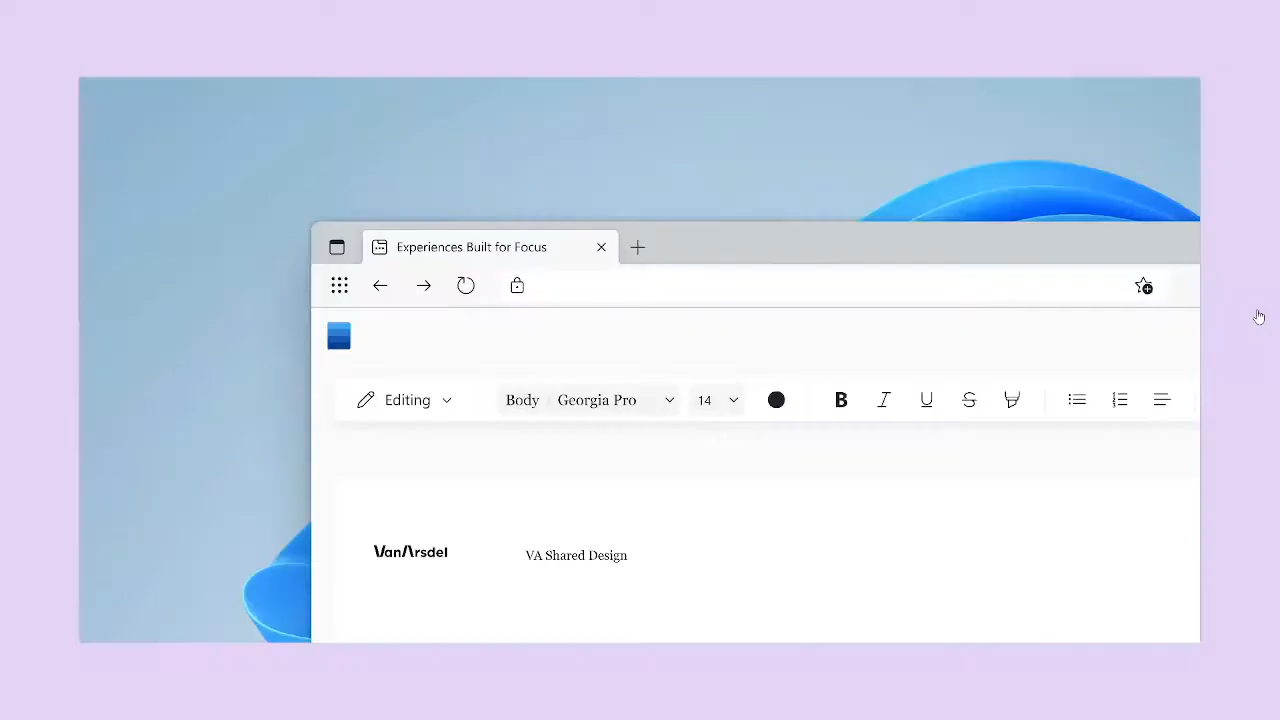 Experiences Built for Focus
Editing Body Georgia Pro 14 B I U S
VanArsdel VA Shared Design